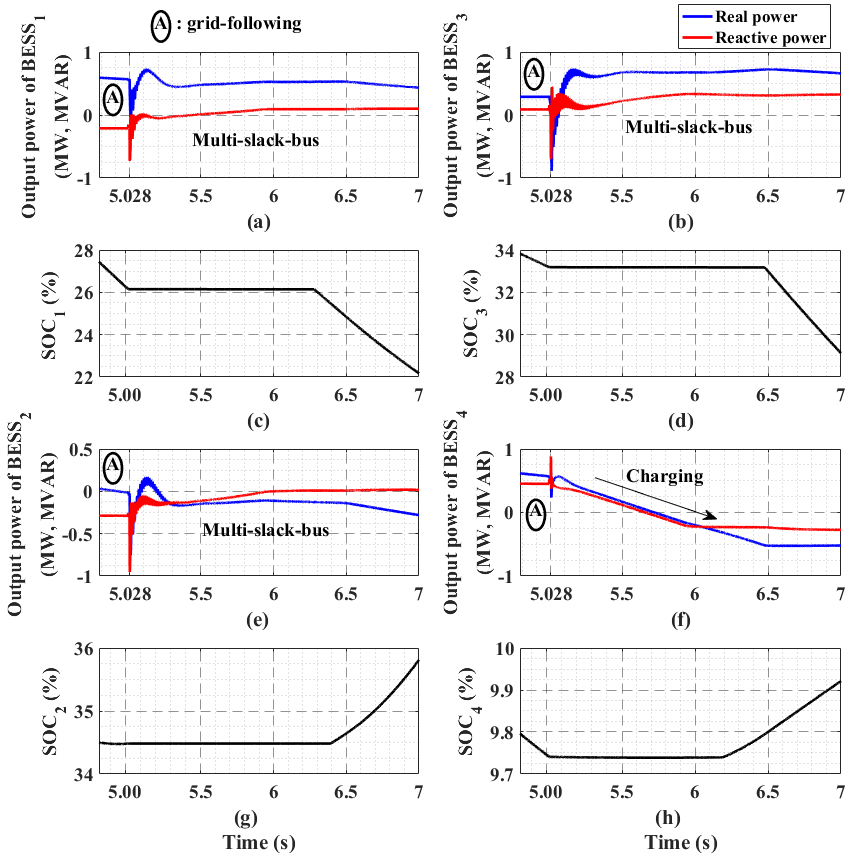 A : grid-following
Real power
Reactive power
Output power of BESS1
(MW, MVAR)
1
0
-1
A
Multi-slack-bus
5.028 5.5 6 6.5 7
(a)
Output power of BESS3
(MW, MVAR)
1
0
-1
A
Multi-slack-bus
5.028 5.5 6 6.5 7
(b)
SOC1 (%)
28
26
24
22
5.00 5.5 6 6.5 7
(c)
SOC3 (%)
34
32
30
28
5.00 5.5 6 6.5 7
(d)
Output power of BESS2
(MW, MVAR)
0.5
0
-0.5
-1
A
Multi-slack-bus
5.028 5.5 6 6.5 7
(e)
Output power of BESS4
(MW, MVAR)
1
0
-1
A
Charging
5.028 5.5 6 6.5 7
(f)
SOC2 (%)
36
35
34
5.00 5.5 6 6.5 7
(g)
Time (s)
SOC4 (%)
10
9.9
9.8
9.7
5.00 5.5 6 6.5 7
(h)
Time (s)